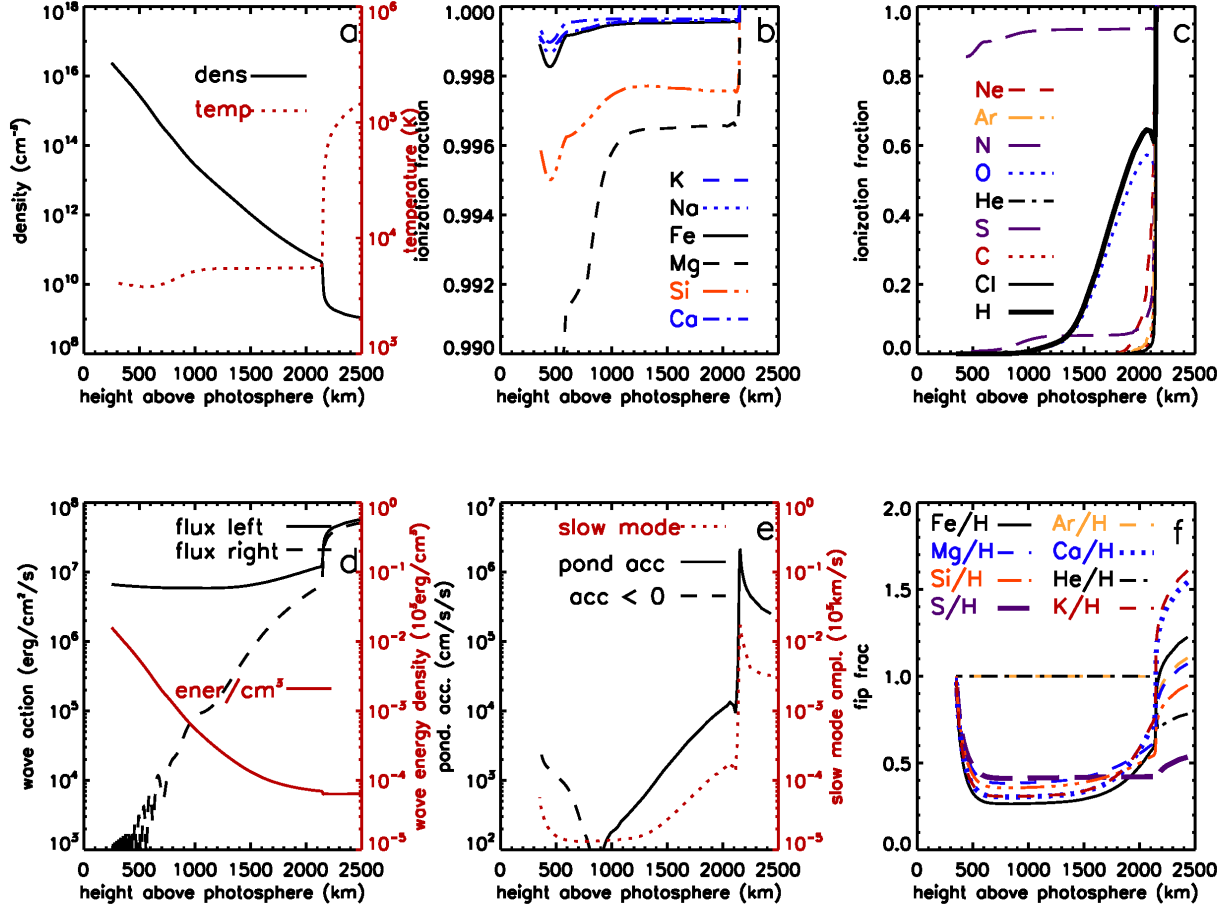 a
10¹⁸
10¹⁶
10¹⁴
10¹²
10¹⁰
10⁸
density (cm⁻³)
dens
temp
10⁶
10⁵
10⁴
10³
temperature (K)
0 500 1000 1500 2000 2500
height above photosphere (km)
b
1.000
0.998
0.996
0.994
0.992
0.990
ionization fraction
K
Na
Fe
Mg
Si
Ca
0 500 1000 1500 2000 2500
height above photosphere (km)
c
1.0
0.8
0.6
0.4
0.2
0.0
ionization fraction
Ne
Ar
N
O
He
S
C
Cl
H
0 500 1000 1500 2000 2500
height above photosphere (km)
d
10⁸
10⁷
10⁶
10⁵
10⁴
10³
wave action (erg/cm²/s)
flux left
flux right
ener/cm³
10⁰
10⁻¹
10⁻²
10⁻³
10⁻⁴
10⁻⁵
wave energy density (10⁵erg/cm³)
0 500 1000 1500 2000 2500
height above photosphere (km)
e
10⁷
10⁶
10⁵
10⁴
10³
10²
pond. acc. (cm/s/s)
slow mode
pond acc
acc < 0
10⁰
10⁻¹
10⁻²
10⁻³
10⁻⁴
10⁻⁵
slow mode ampl. (10⁵km/s)
0 500 1000 1500 2000 2500
height above photosphere (km)
f
2.0
1.5
1.0
0.5
0.0
fip frac
Fe/H
Mg/H
Si/H
S/H
Ar/H
Ca/H
He/H
K/H
0 500 1000 1500 2000 2500
height above photosphere (km)